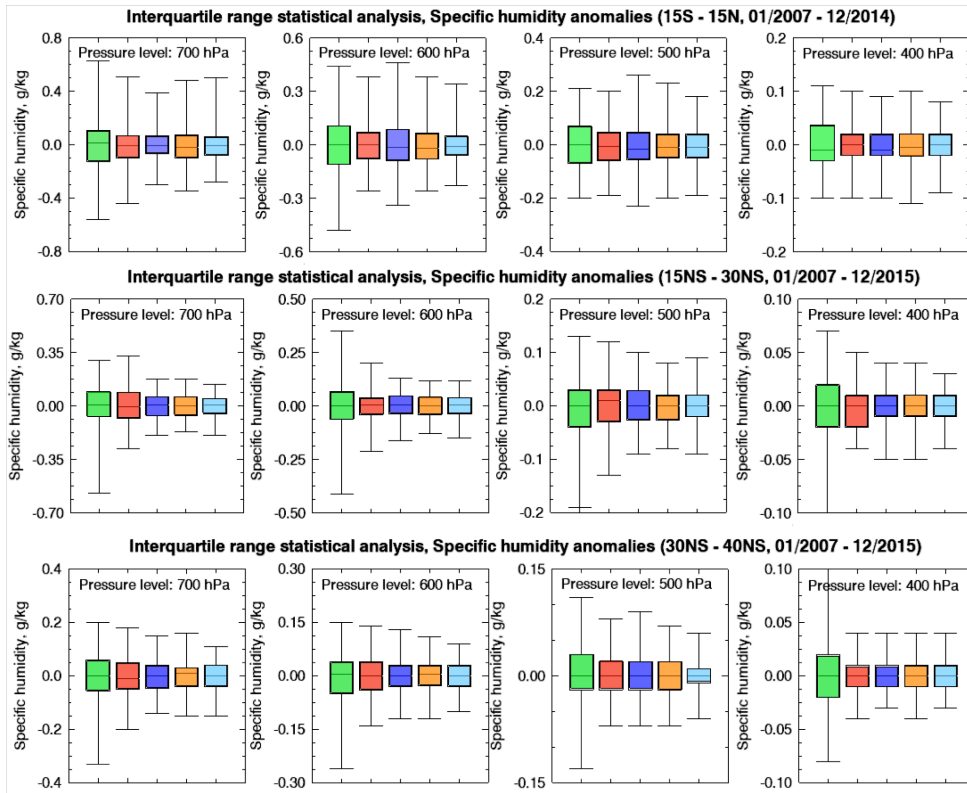 Interquartile range statistical analysis, Specific humidity anomalies (15S - 15N, 01/2007 - 12/2014)
Specific humidity, g/kg
0.8
0.4
0.0
-0.4
-0.8
Pressure level: 700 hPa
Specific humidity, g/kg
0.6
0.3
0.0
-0.3
-0.6
Pressure level: 600 hPa
Specific humidity, g/kg
0.4
0.2
0.0
-0.2
-0.4
Pressure level: 500 hPa
Specific humidity, g/kg
0.2
0.1
0.0
-0.1
-0.2
Pressure level: 400 hPa
Interquartile range statistical analysis, Specific humidity anomalies (15NS - 30NS, 01/2007 - 12/2015)
Specific humidity, g/kg
0.70
0.35
0.00
-0.35
-0.70
Pressure level: 700 hPa
Specific humidity, g/kg
0.50
0.25
0.00
-0.25
-0.50
Pressure level: 600 hPa
Specific humidity, g/kg
0.2
0.1
0.0
-0.1
-0.2
Pressure level: 500 hPa
Specific humidity, g/kg
0.10
0.05
0.00
-0.05
-0.10
Pressure level: 400 hPa
Interquartile range statistical analysis, Specific humidity anomalies (30NS - 40NS, 01/2007 - 12/2015)
Specific humidity, g/kg
0.4
0.2
0.0
-0.2
-0.4
Pressure level: 700 hPa
Specific humidity, g/kg
0.30
0.15
0.00
-0.15
-0.30
Pressure level: 600 hPa
Specific humidity, g/kg
0.15
0.00
-0.15
Pressure level: 500 hPa
Specific humidity, g/kg
0.10
0.05
0.00
-0.05
-0.10
Pressure level: 400 hPa